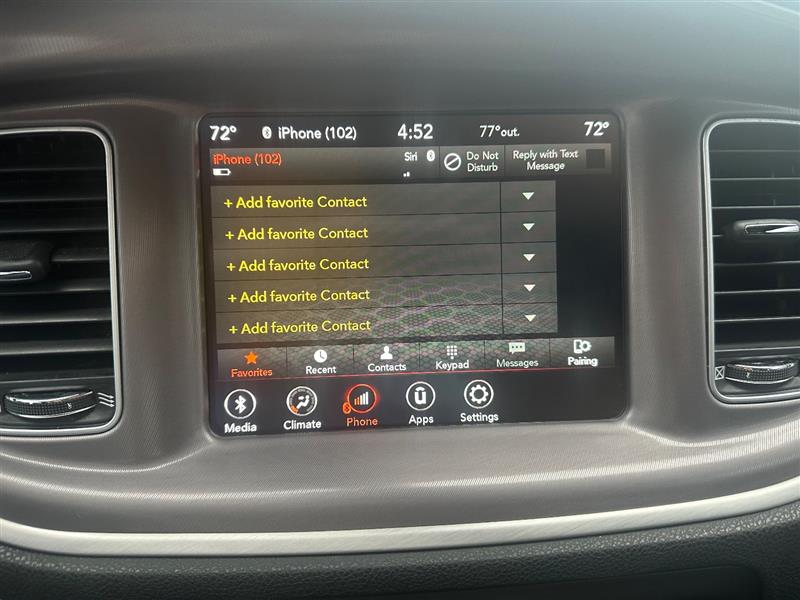 72° iPhone (102) 4:52 77°out. 72°
iPhone (102) Siri Do Not Disturb Reply with Text Message
+ Add favorite Contact
+ Add favorite Contact
+ Add favorite Contact
+ Add favorite Contact
+ Add favorite Contact
Favorites Recent Contacts Keypad Messages Pairing
Media Climate Phone Apps Settings